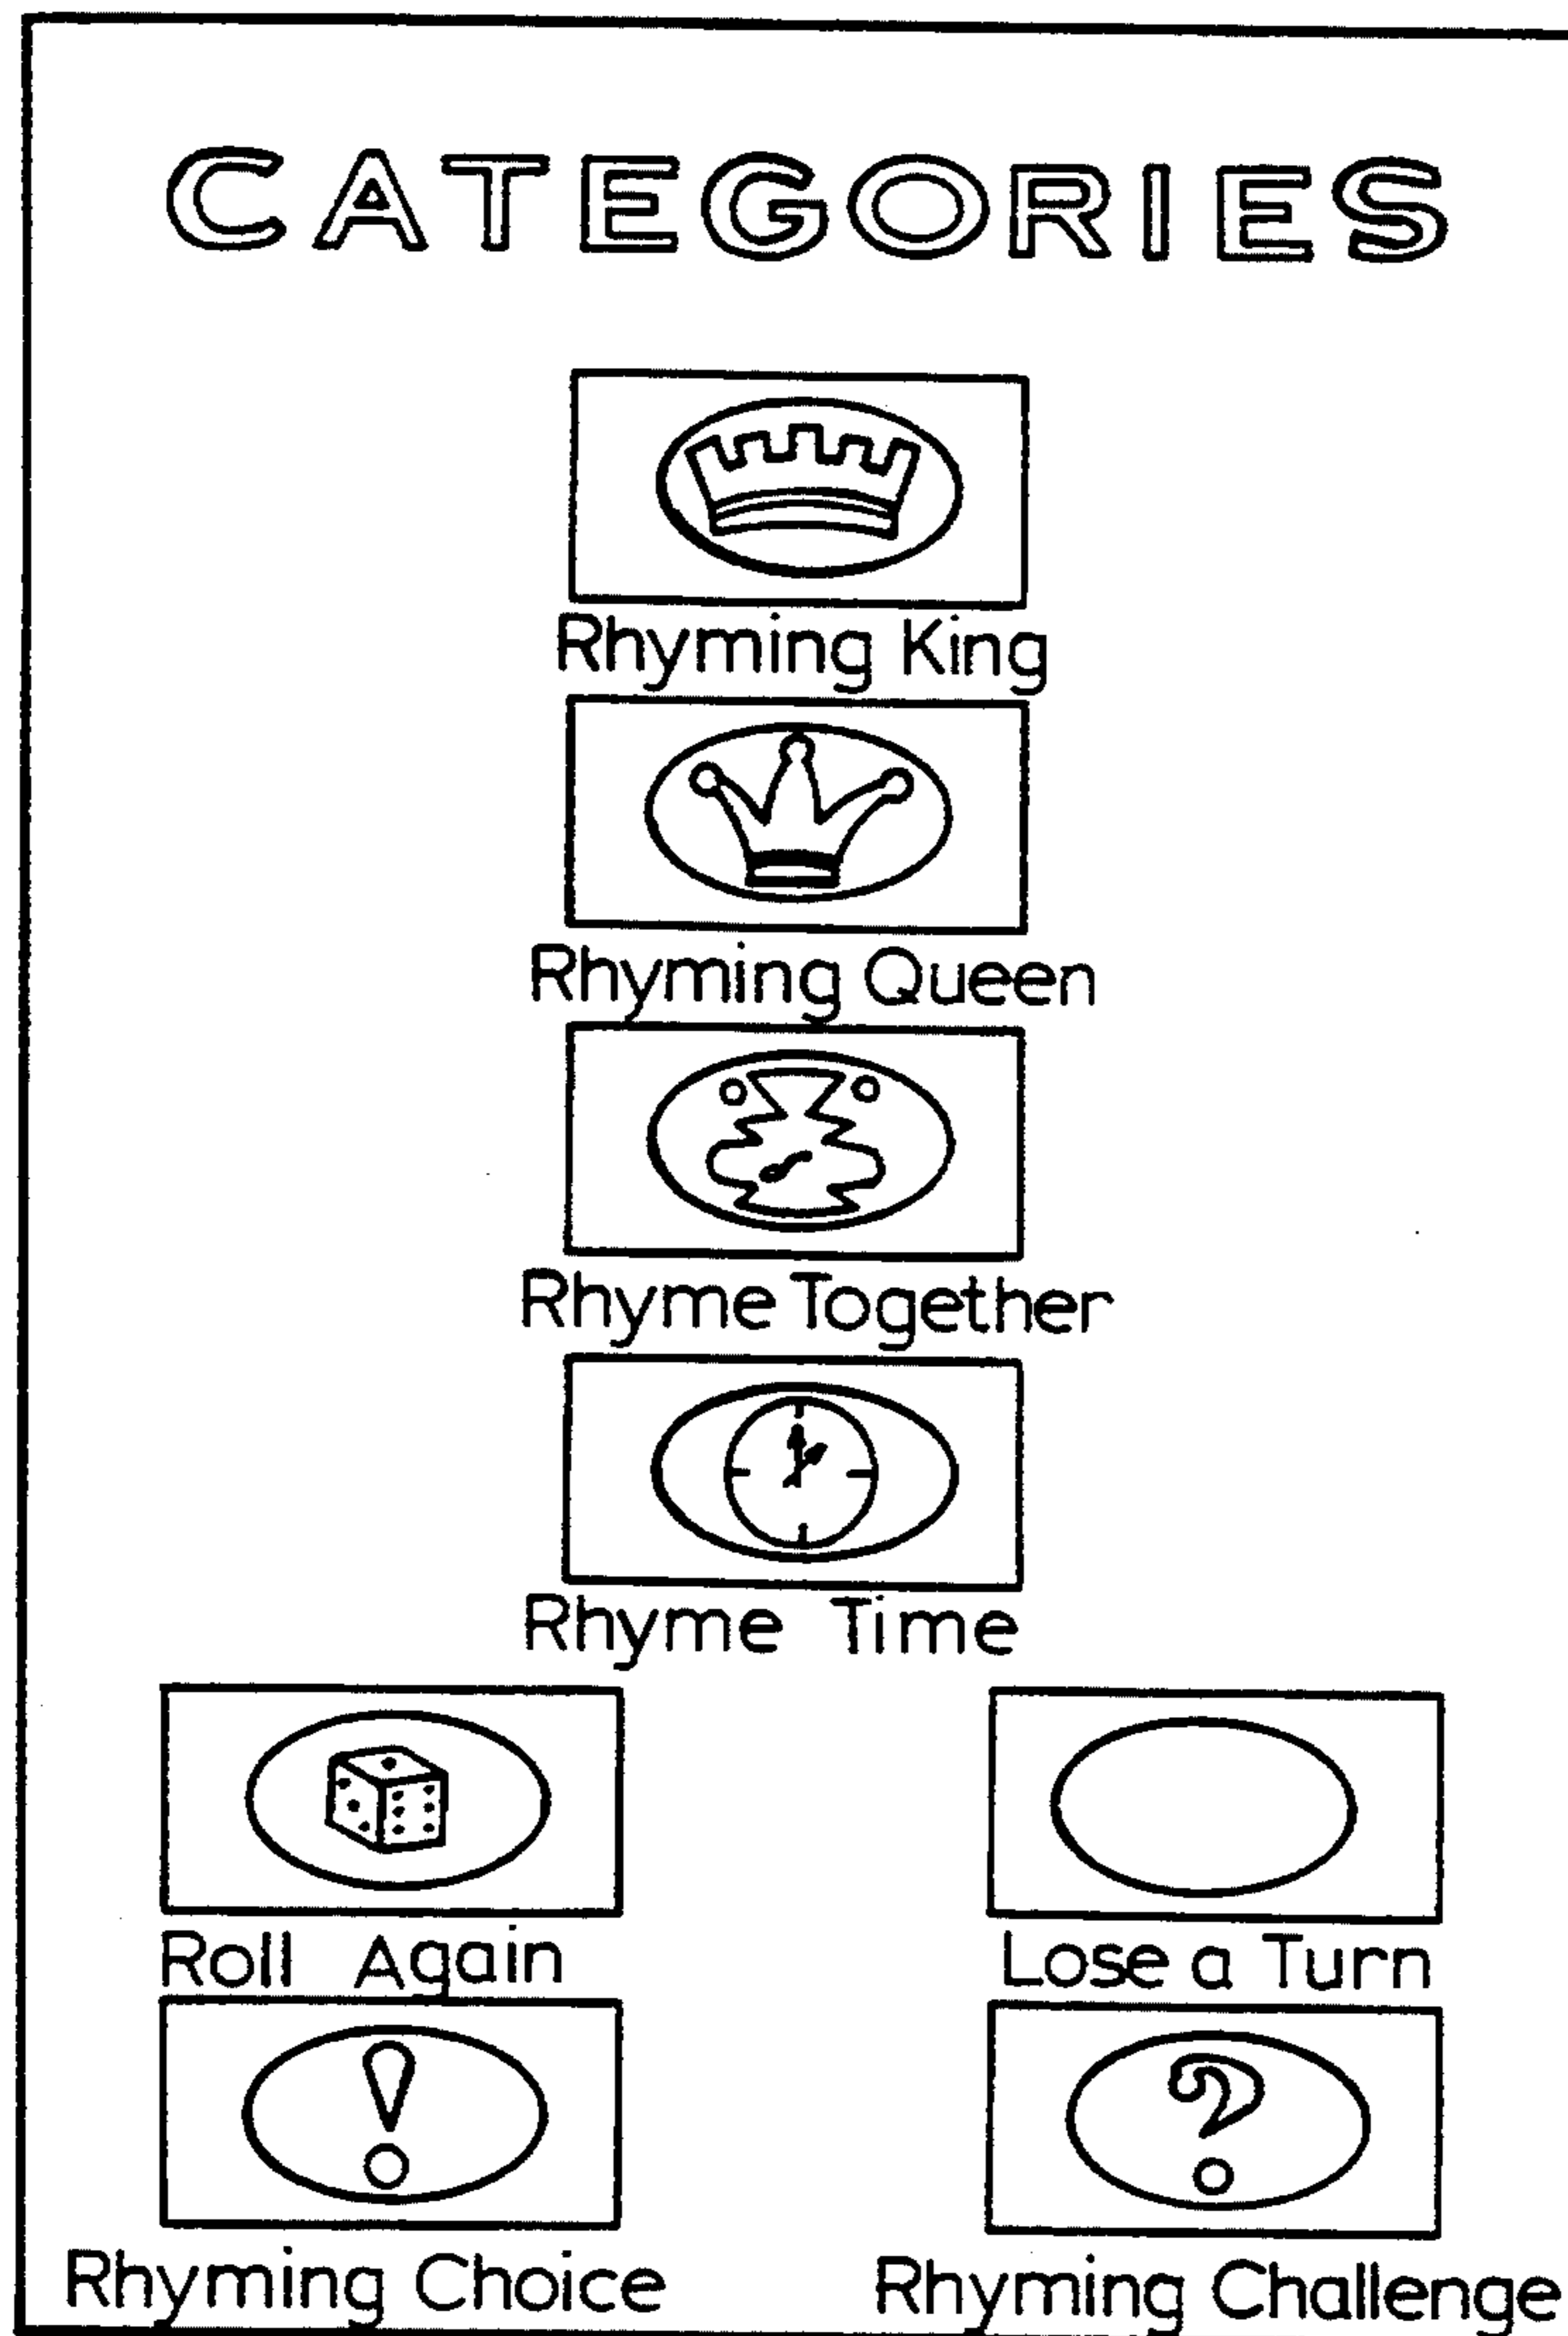 CATEGORIES
Rhyming King
Rhyming Queen
Rhyme Together
Rhyme Time
Roll Again
Lose a Turn
!
?
Rhyming Choice
Rhyming Challenge